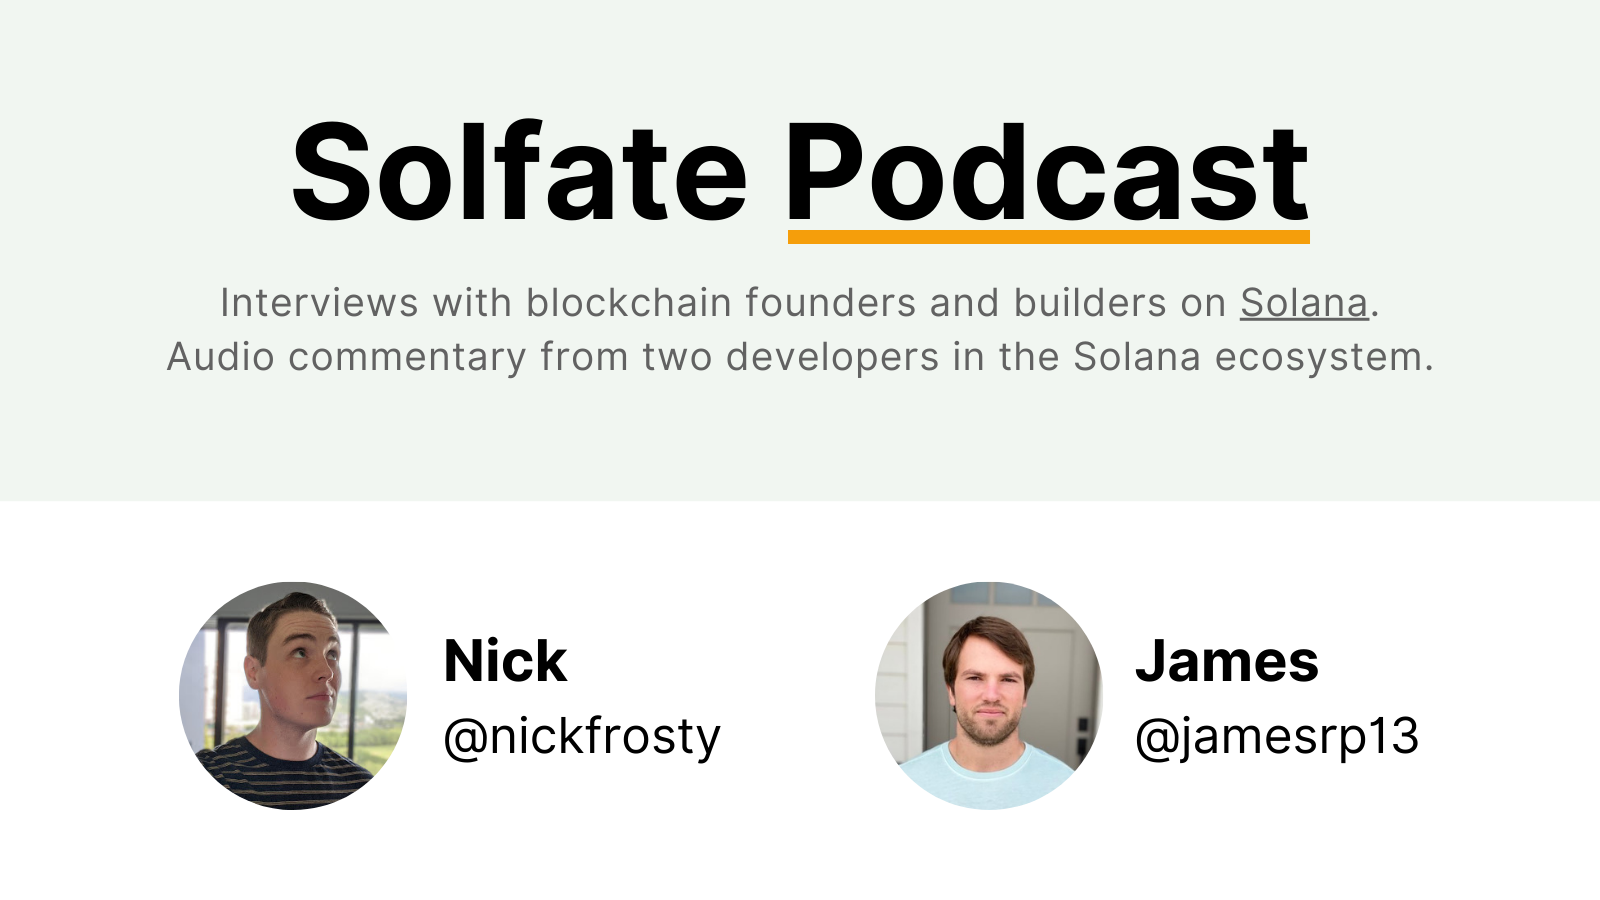 Solfate Podcast
Interviews with blockchain founders and builders on Solana.
Audio commentary from two developers in the Solana ecosystem.
Nick
@nickfrosty
James
@jamesrp13